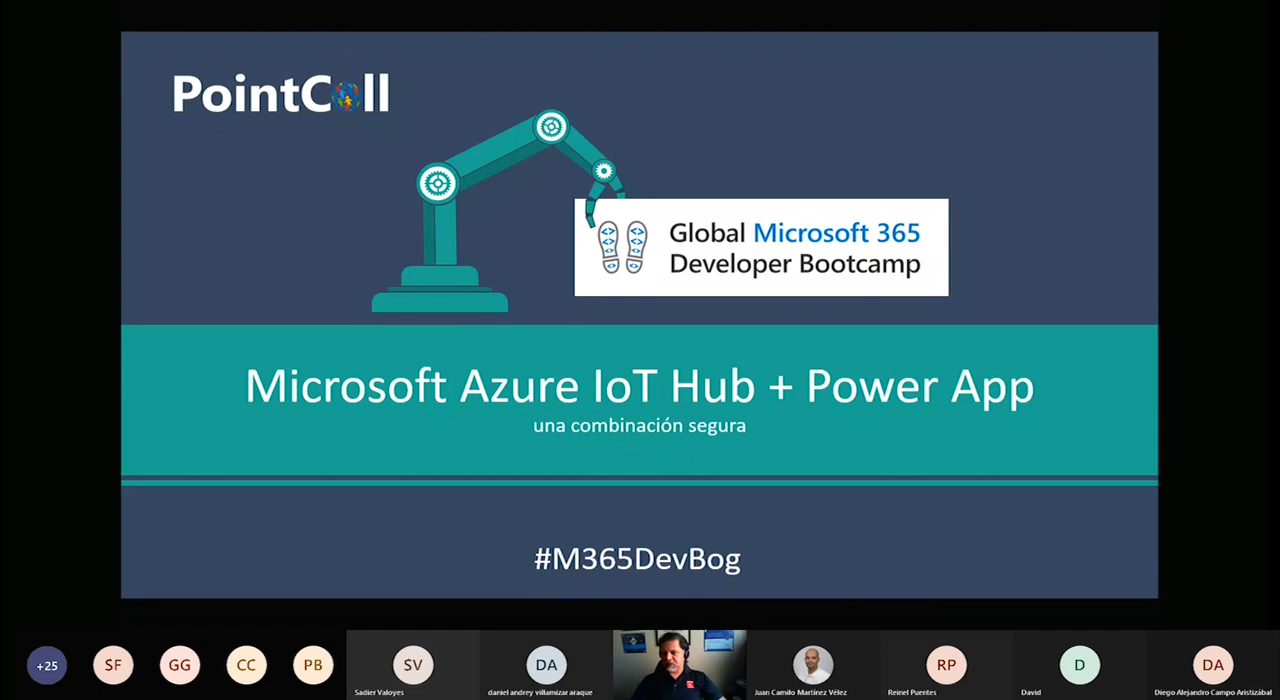 PointColl
Global Microsoft 365
Developer Bootcamp
Microsoft Azure IoT Hub + Power App
una combinación segura
#M365DevBog
+25
SF
GG
CC
PB
SV
DA
RP
D
DA
Sadier Valoyes
daniel andrey villamizar araque
Juan Camilo Martínez Vélez
Reinel Puentes
David
Diego Alejandro Campo Aristizábal